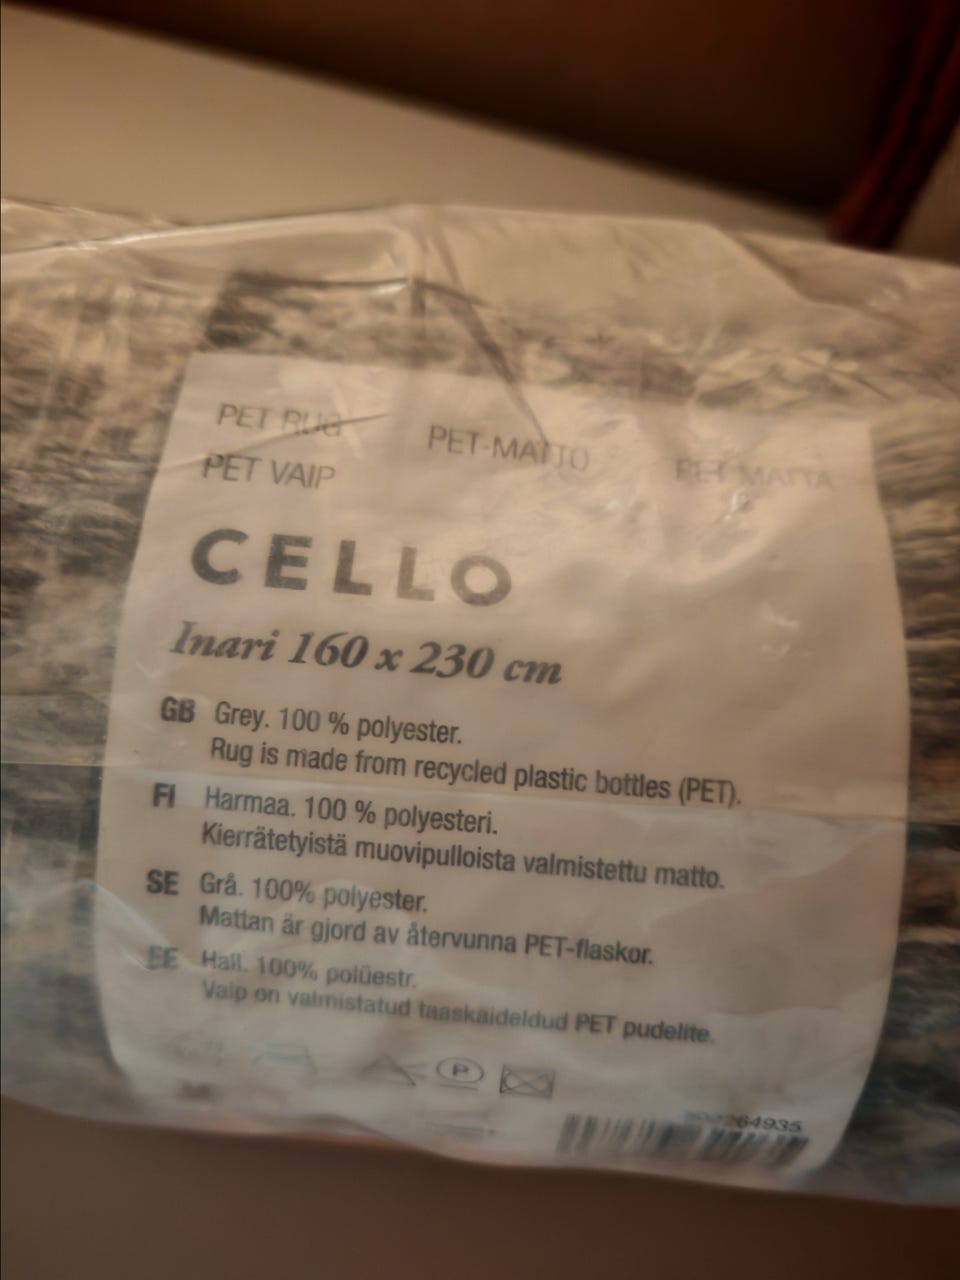 PET RUG PET-MATTO PET MATTA
PET VAIP
CELLO
Inari 160 x 230 cm
GB Grey. 100 % polyester.
Rug is made from recycled plastic bottles (PET).
FI Harmaa. 100 % polyesteri.
Kierrätetyistä muovipulloista valmistettu matto.
SE Grå. 100% polyester.
Mattan är gjord av återvunna PET-flaskor.
EE Hall. 100% polüestr.
Vaip on valmistatud taaskäideldud PET pudelite.
P